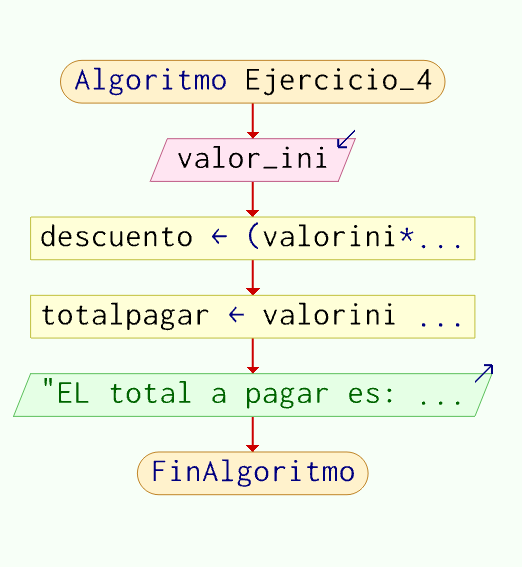 Algoritmo Ejercicio_4
valor_ini
descuento ← (valorini*...
totalpagar ← valorini ...
"EL total a pagar es: ...
FinAlgoritmo